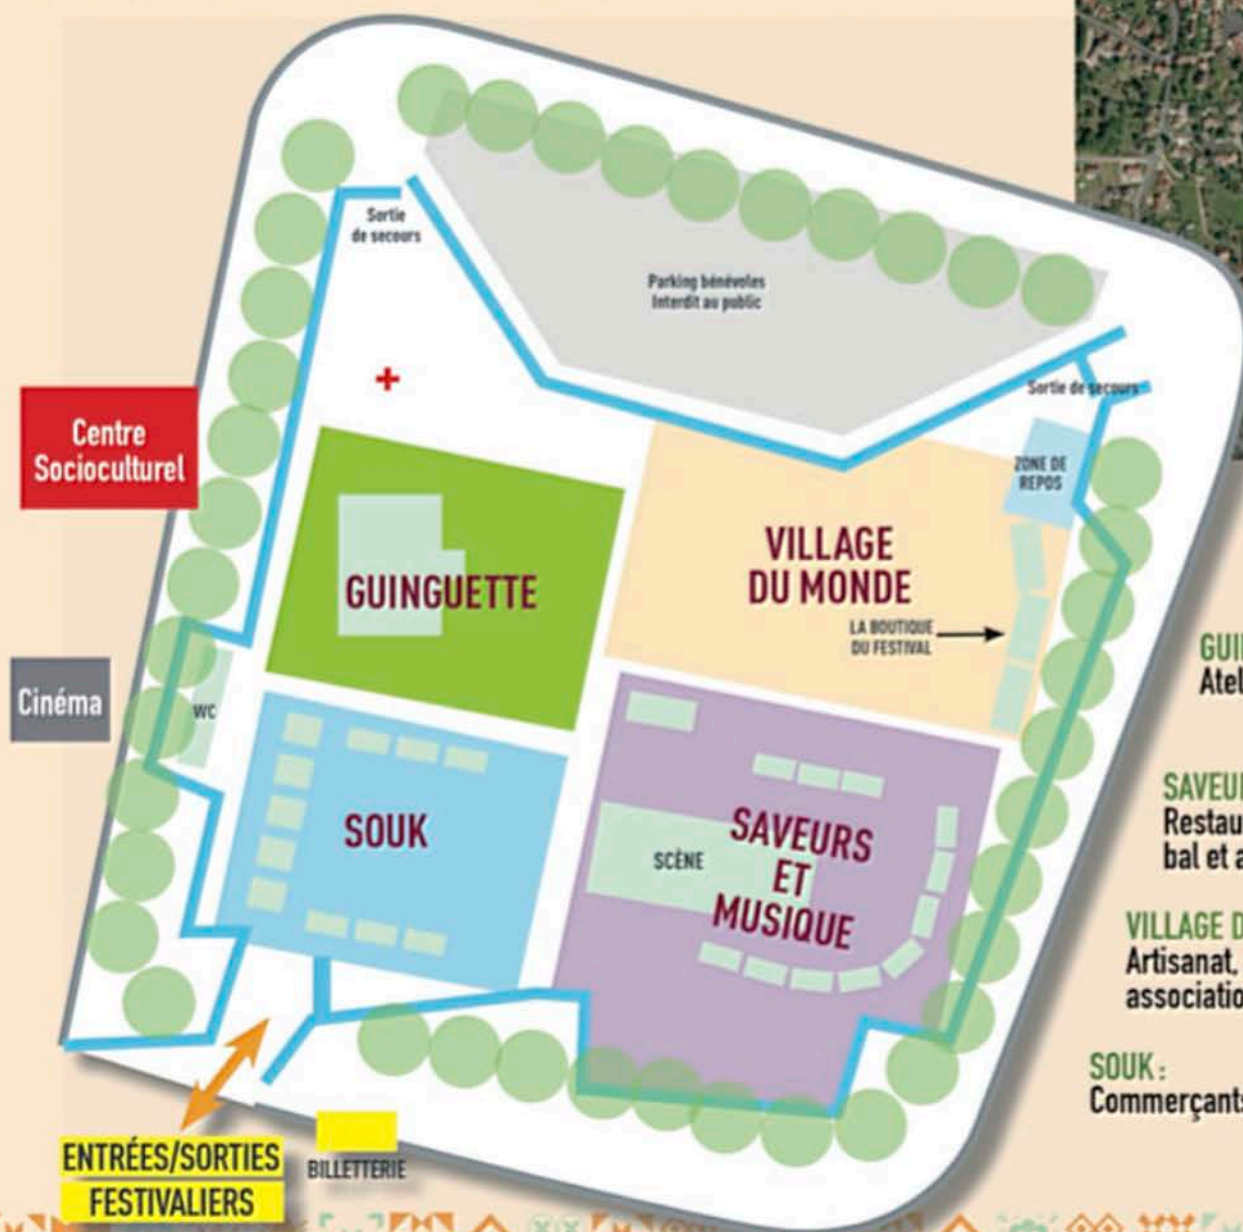 Sortie
de secours
Parking bénévoles
Interdit au public
+
Sortie de secours
Centre
Socioculturel
ZONE DE
REPOS
GUINGUETTE
VILLAGE
DU MONDE
LA BOUTIQUE
DU FESTIVAL
Cinéma
WC
SOUK
SCÈNE
SAVEURS
ET
MUSIQUE
GUI
Atel
SAVEU
Restau
bal et a
VILLAGE D
Artisanat,
associatio
SOUK :
Commerçants
ENTRÉES/SORTIES
FESTIVALIERS
BILLETTERIE